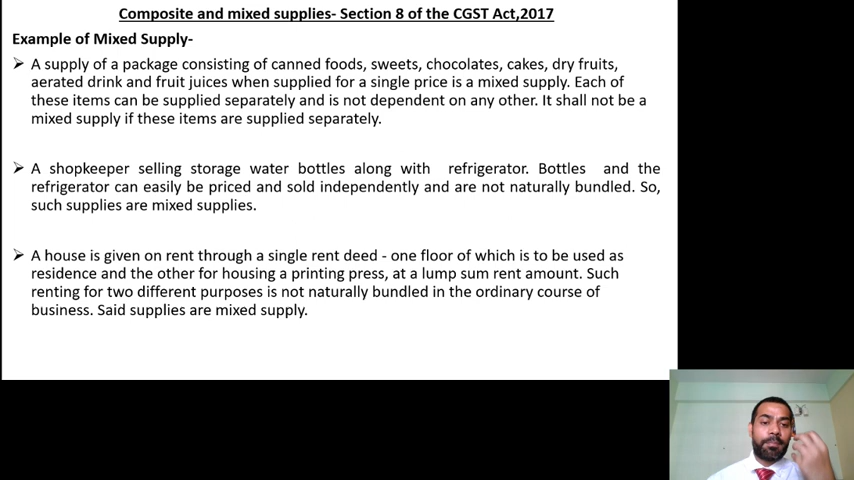 Composite and mixed supplies- Section 8 of the CGST Act,2017
Example of Mixed Supply-
➢ A supply of a package consisting of canned foods, sweets, chocolates, cakes, dry fruits,
aerated drink and fruit juices when supplied for a single price is a mixed supply. Each of
these items can be supplied separately and is not dependent on any other. It shall not be a
mixed supply if these items are supplied separately.
➢ A shopkeeper selling storage water bottles along with refrigerator. Bottles and the
refrigerator can easily be priced and sold independently and are not naturally bundled. So,
such supplies are mixed supplies.
➢ A house is given on rent through a single rent deed - one floor of which is to be used as
residence and the other for housing a printing press, at a lump sum rent amount. Such
renting for two different purposes is not naturally bundled in the ordinary course of
business. Said supplies are mixed supply.